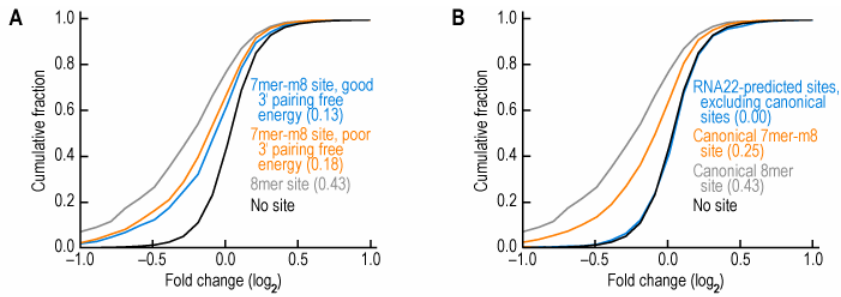 A
1.0
0.8
0.6
0.4
0.2
0.0
Cumulative fraction
7mer-m8 site, good
3' pairing free
energy (0.13)
7mer-m8 site, poor
3' pairing free
energy (0.18)
8mer site (0.43)
No site
–1.0 –0.5 0.0 0.5 1.0
Fold change (log2)
B
1.0
0.8
0.6
0.4
0.2
0.0
Cumulative fraction
RNA22-predicted sites,
excluding canonical
sites (0.00)
Canonical 7mer-m8
site (0.25)
Canonical 8mer
site (0.43)
No site
–1.0 –0.5 0.0 0.5 1.0
Fold change (log2)